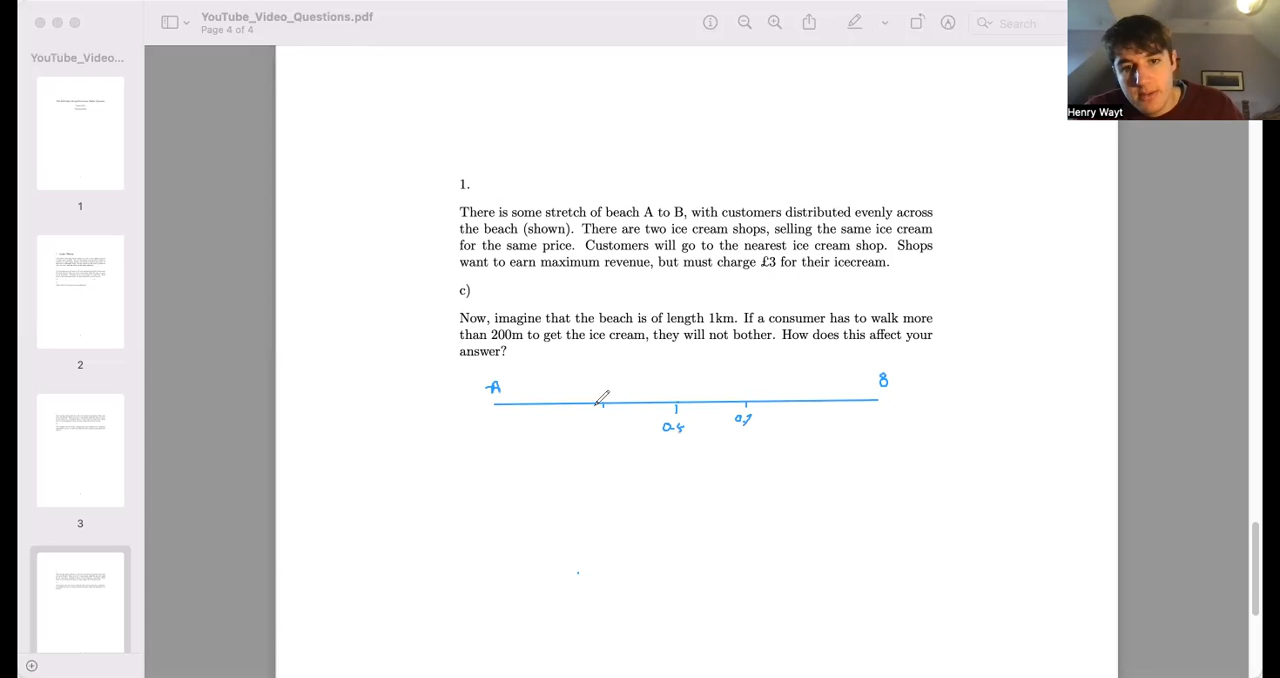 YouTube_Video_Questions.pdf
Page 4 of 4
Search
YouTube_Video...
Henry Wayt
1
2
3
1.
There is some stretch of beach A to B, with customers distributed evenly across
the beach (shown). There are two ice cream shops, selling the same ice cream
for the same price. Customers will go to the nearest ice cream shop. Shops
want to earn maximum revenue, but must charge £3 for their icecream.
c)
Now, imagine that the beach is of length 1km. If a consumer has to walk more
than 200m to get the ice cream, they will not bother. How does this affect your
answer?
A B
0.5 0.7